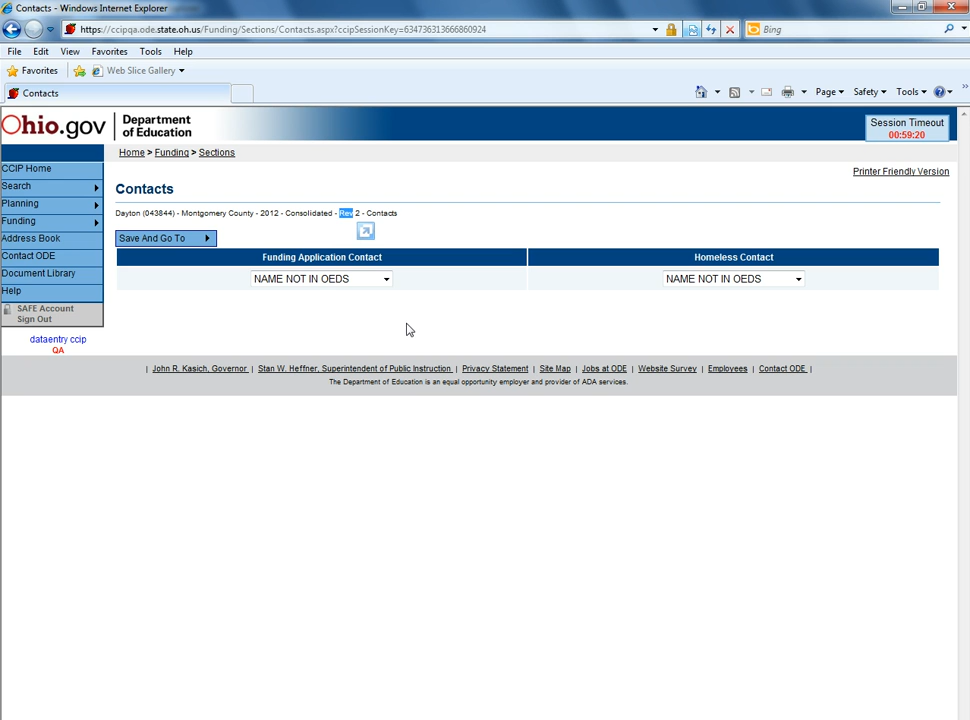 Contacts - Windows Internet Explorer
https://ccipqa.ode.state.oh.us/Funding/Sections/Contacts.aspx?ccipSessionKey=634736313666860924
Bing
File Edit View Favorites Tools Help
Favorites Web Slice Gallery
Contacts
Page Safety Tools
Ohio.gov Department of Education
Session Timeout
00:59:20
Home > Funding > Sections
CCIP Home
Search
Planning
Funding
Address Book
Contact ODE
Document Library
Help
SAFE Account
Sign Out
dataentry ccip
QA
Printer Friendly Version
Contacts
Dayton (043844) - Montgomery County - 2012 - Consolidated - Rev 2 - Contacts
Save And Go To
Funding Application Contact Homeless Contact
NAME NOT IN OEDS NAME NOT IN OEDS
| John R. Kasich, Governor | Stan W. Heffner, Superintendent of Public Instruction | Privacy Statement | Site Map | Jobs at ODE | Website Survey | Employees | Contact ODE |
The Department of Education is an equal opportunity employer and provider of ADA services.